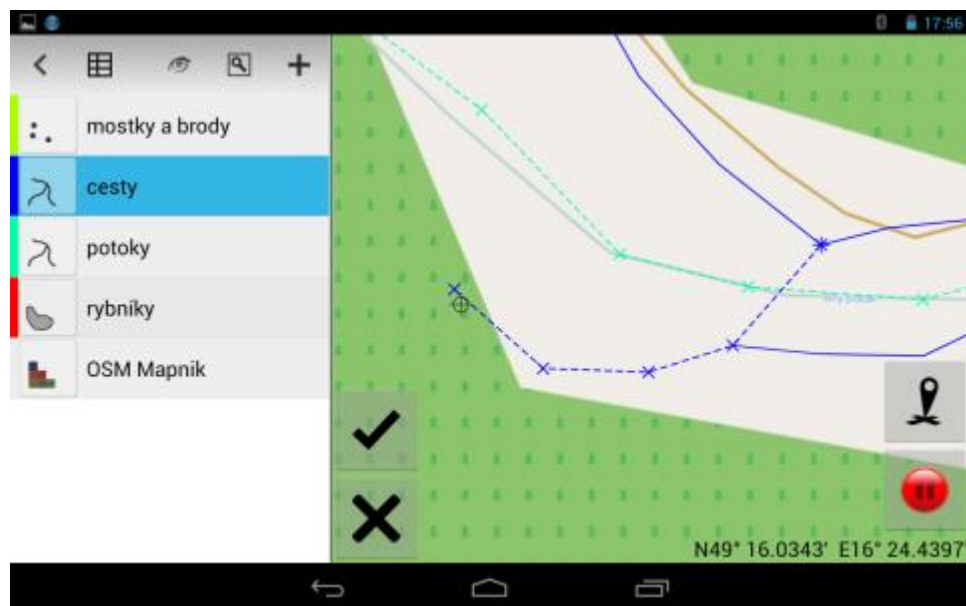 17:56
mostky a brody
cesty
potoky
rybníky
OSM Mapnik
N49° 16.0343' E16° 24.4397'